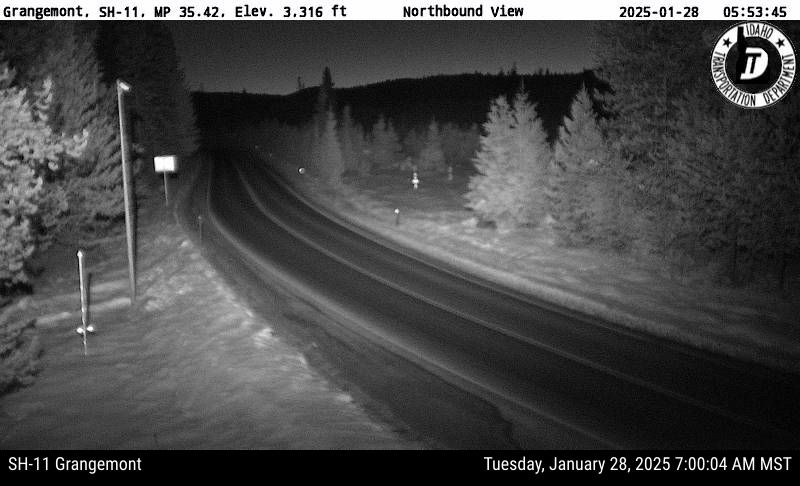 Grangemont, SH-11, MP 35.42, Elev. 3,316 ft Northbound View 2025-01-28 05:53:45
IDAHO
TRANSPORTATION DEPARTMENT
SH-11 Grangemont Tuesday, January 28, 2025 7:00:04 AM MST